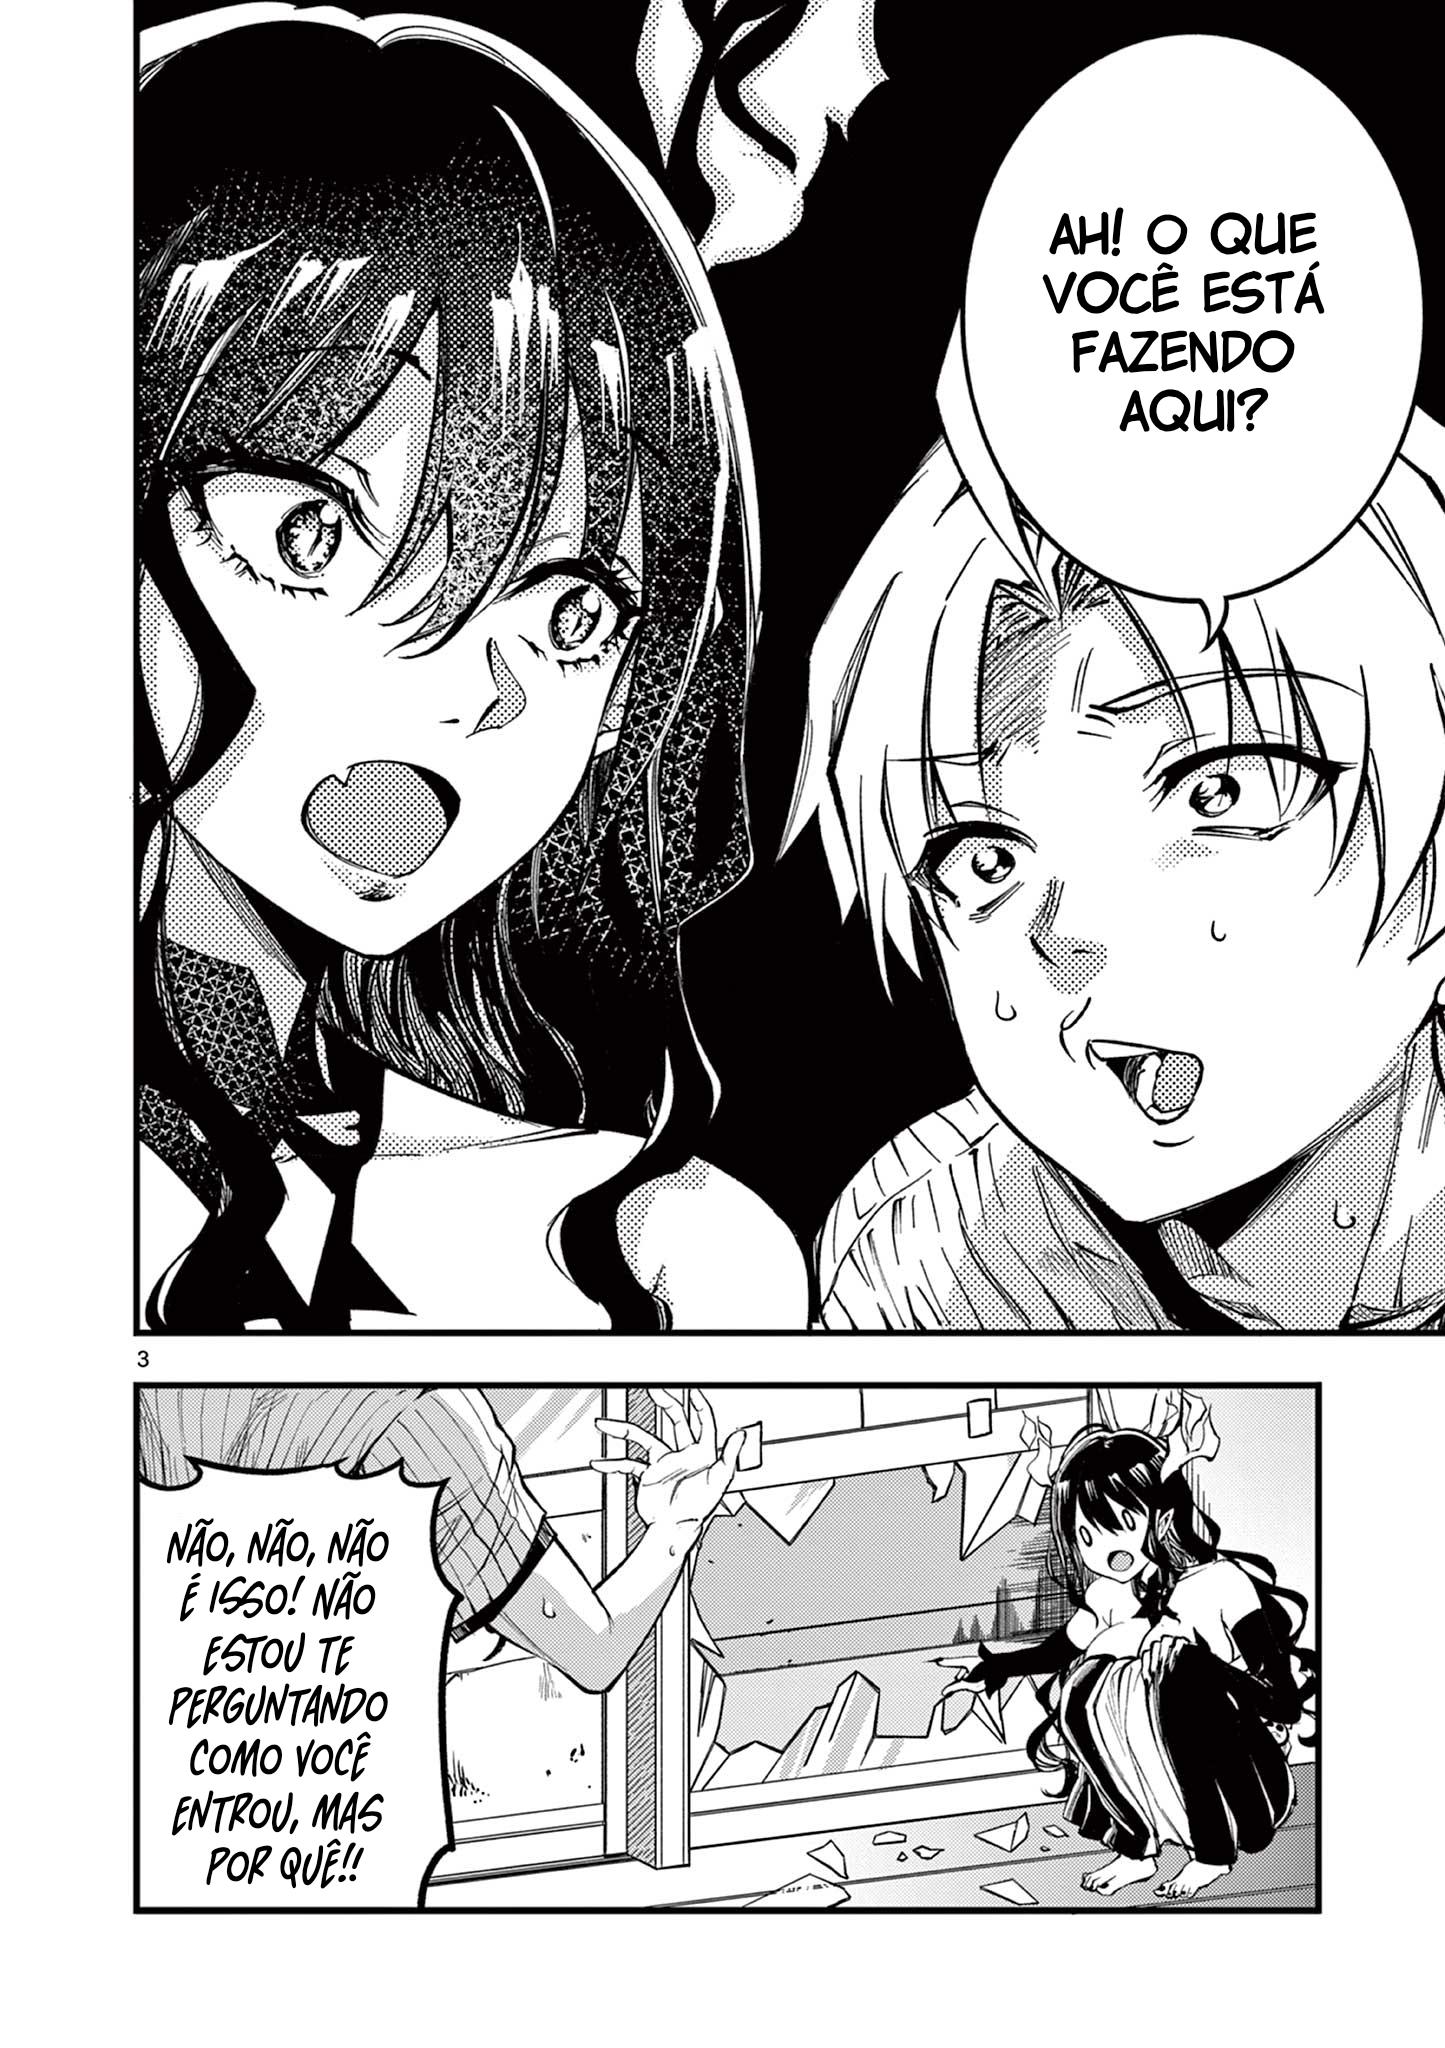 AH! O QUE
VOCÊ ESTÁ
FAZENDO
AQUI?
3
NÃO, NÃO, NÃO
É ISSO! NÃO
ESTOU TE
PERGUNTANDO
COMO VOCÊ
ENTROU, MAS
POR QUÊ!!